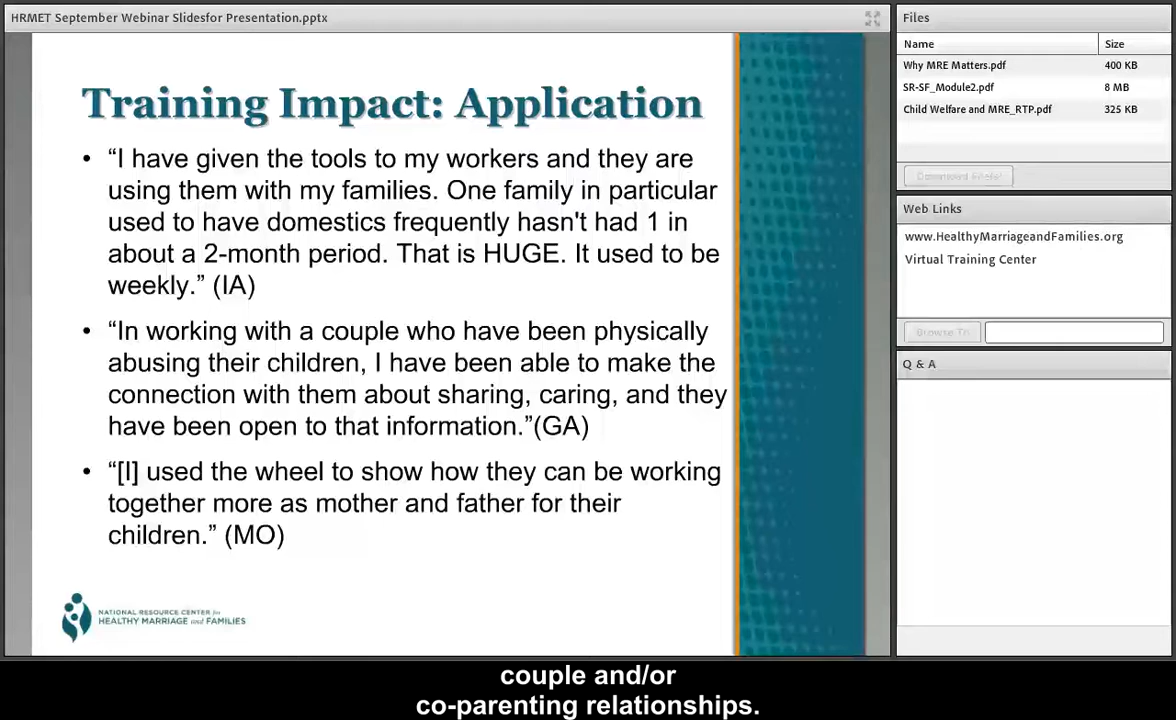 HRMET September Webinar Slidesfor Presentation.pptx
Training Impact: Application
• “I have given the tools to my workers and they are
using them with my families. One family in particular
used to have domestics frequently hasn't had 1 in
about a 2-month period. That is HUGE. It used to be
weekly.” (IA)
• “In working with a couple who have been physically
abusing their children, I have been able to make the
connection with them about sharing, caring, and they
have been open to that information.”(GA)
• “[I] used the wheel to show how they can be working
together more as mother and father for their
children.” (MO)
NATIONAL RESOURCE CENTER for
HEALTHY MARRIAGE and FAMILIES
Files
Name Size
Why MRE Matters.pdf 400 KB
SR-SF_Module2.pdf 8 MB
Child Welfare and MRE_RTP.pdf 325 KB
Download File(s)
Web Links
www.HealthyMarriageandFamilies.org
Virtual Training Center
Browse To
Q & A
couple and/or
co-parenting relationships.